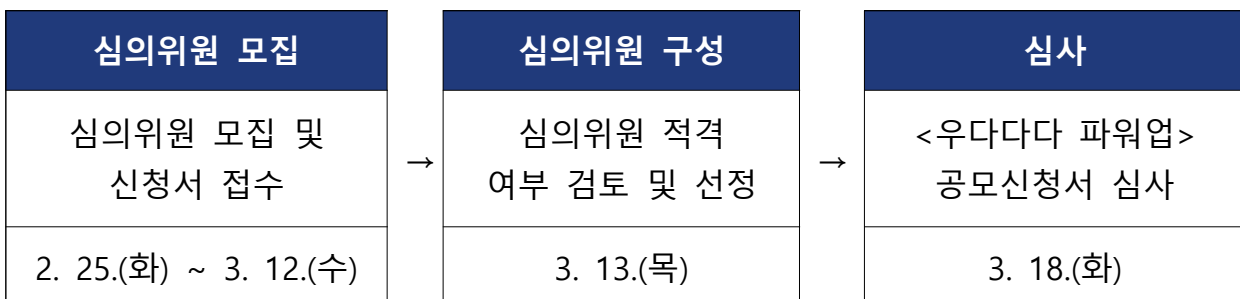 심의위원 모집
심의위원 모집 및
신청서 접수
2. 25.(화) ~ 3. 12.(수)
→
심의위원 구성
심의위원 적격
여부 검토 및 선정
3. 13.(목)
→
심사
<우다다다 파워업>
공모신청서 심사
3. 18.(화)